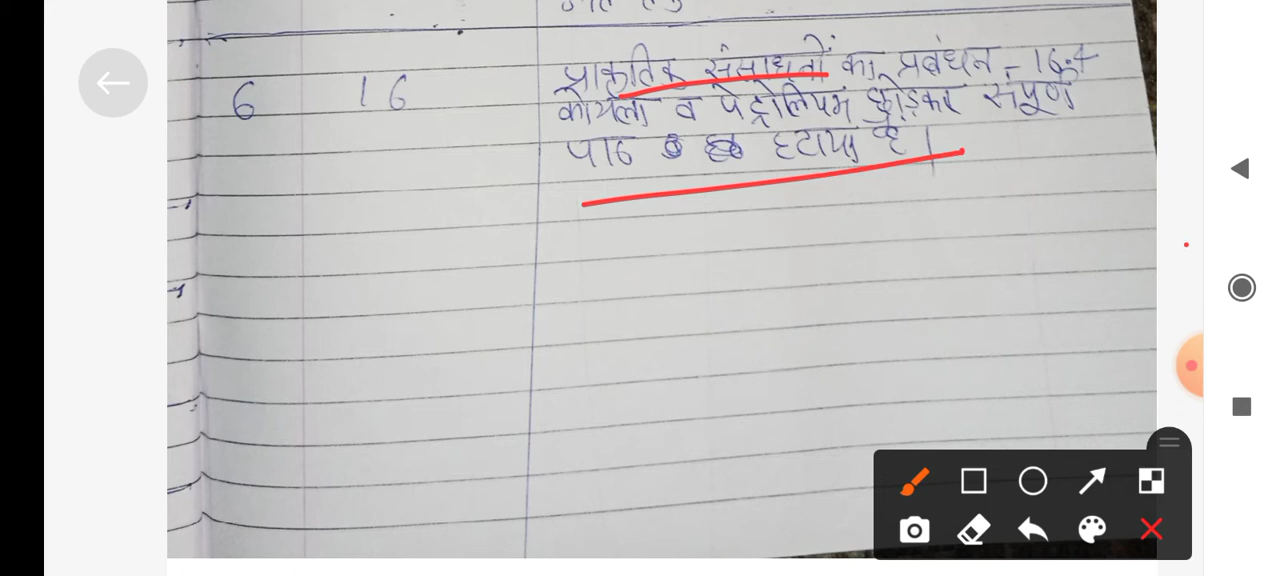 6 16 प्राकृतिक संसाधनों का प्रबंधन - 16.4
कोयला व पेट्रोलियम छोड़कर संपूर्ण
पाठ हटाया है।